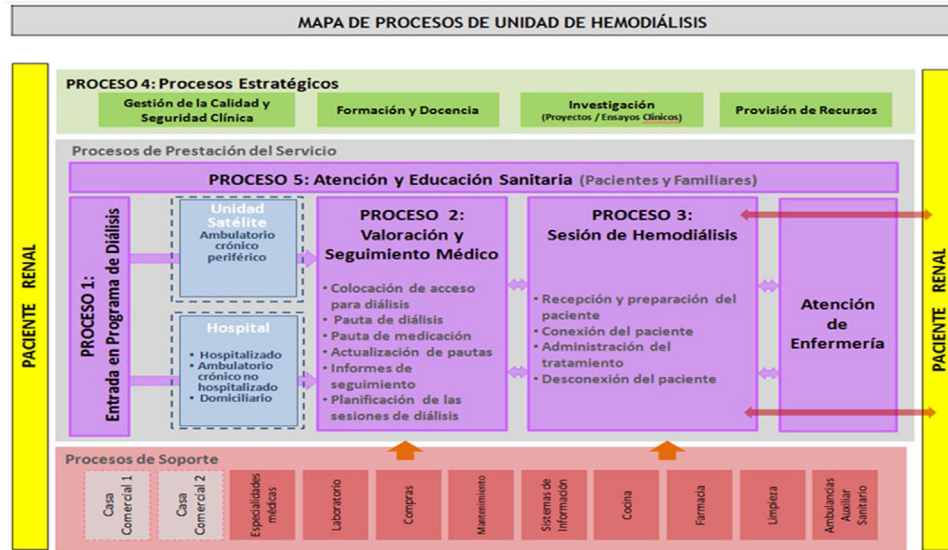 MAPA DE PROCESOS DE UNIDAD DE HEMODIÁLISIS
PACIENTE RENAL
PROCESO 4: Procesos Estratégicos
Gestión de la Calidad y
Seguridad Clínica
Formación y Docencia
Investigación
(Proyectos / Ensayos Clinicos)
Provisión de Recursos
Procesos de Prestación del Servicio
PROCESO 5: Atención y Educación Sanitaria (Pacientes y Familiares)
PROCESO 1:
Entrada en Programa de Diálisis
Unidad
Satélite
Ambulatorio
crónico
periférico
Hospital
• Hospitalizado
• Ambulatorio
crónico no
hospitalizado
• Domiciliario
PROCESO 2:
Valoración y
Seguimiento Médico
• Colocación de acceso
para diálisis
• Pauta de diálisis
• Pauta de medicación
• Actualización de pautas
• Informes de
seguimiento
• Planificación de las
sesiones de diálisis
PROCESO 3:
Sesión de Hemodiálisis
• Recepción y preparación del
paciente
• Conexión del paciente
• Administración del
tratamiento
• Desconexión del paciente
Atención
de
Enfermería
PACIENTE RENAL
Procesos de Soporte
Casa
Comercial 1
Casa
Comercial 2
Especialidades
médicas
Laboratorio
Compras
Mantenimiento
Sistemas de
Información
Cocina
Farmacia
Limpieza
Ambulancias
Auxiliar
Sanitario